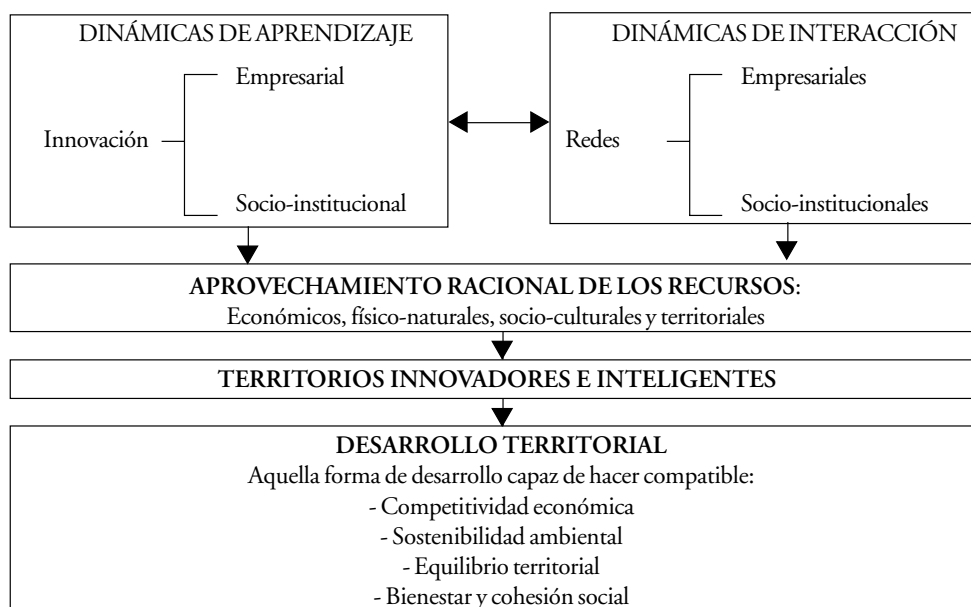 DINÁMICAS DE APRENDIZAJE
Empresarial
Innovación
Socio-institucional
DINÁMICAS DE INTERACCIÓN
Empresariales
Redes
Socio-institucionales
APROVECHAMIENTO RACIONAL DE LOS RECURSOS:
Económicos, físico-naturales, socio-culturales y territoriales
TERRITORIOS INNOVADORES E INTELIGENTES
DESARROLLO TERRITORIAL
Aquella forma de desarrollo capaz de hacer compatible:
- Competitividad económica
- Sostenibilidad ambiental
- Equilibrio territorial
- Bienestar y cohesión social